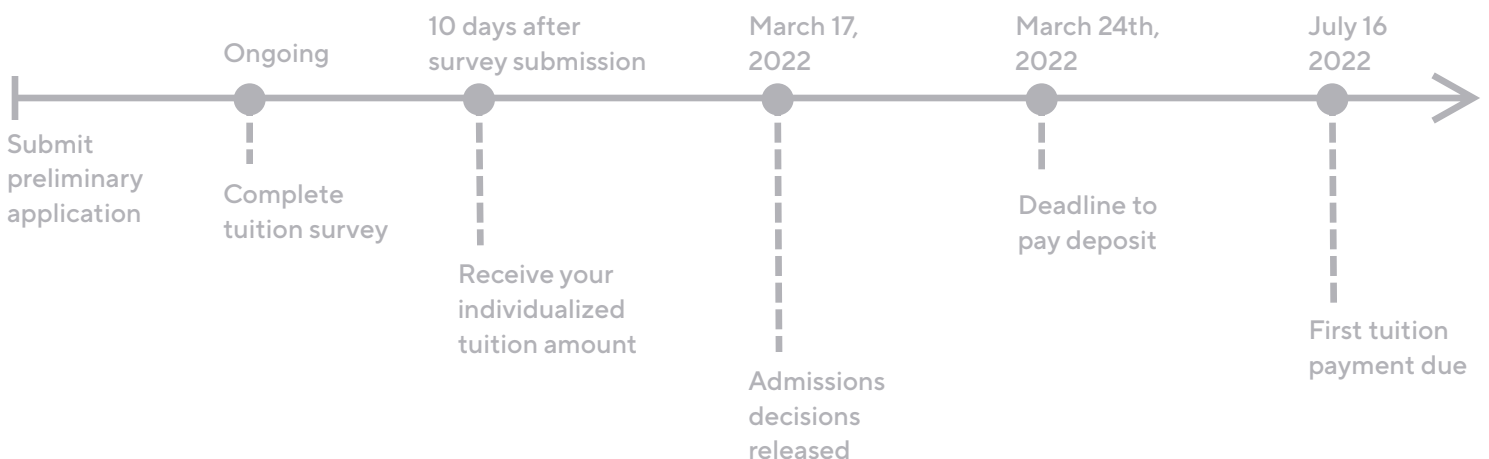 Ongoing
10 days after
survey submission
March 17,
2022
March 24th,
2022
July 16
2022
Submit
preliminary
application
Complete
tuition survey
Receive your
individualized
tuition amount
Admissions
decisions
released
Deadline to
pay deposit
First tuition
payment due